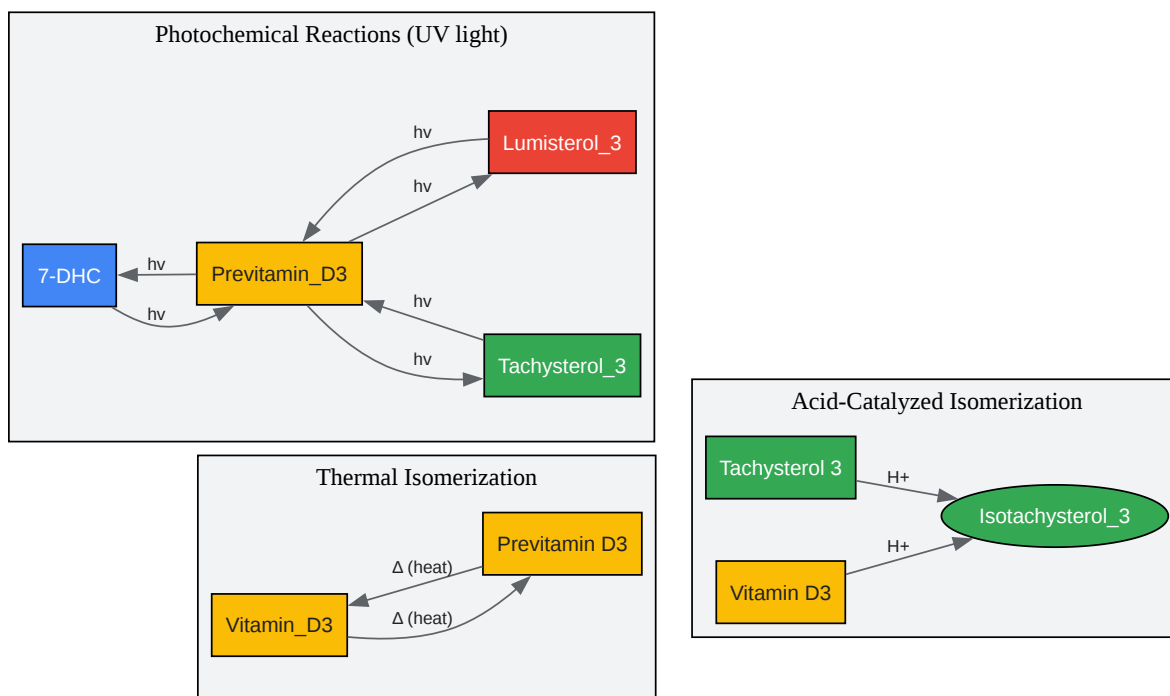 Photochemical Reactions (UV light)
hv
Lumisterol_3
hv
7-DHC
hv
Previtamin_D3
hv
hv
hv
Tachysterol_3
Thermal Isomerization
Previtamin D3
Δ (heat)
Δ (heat)
Vitamin_D3
Acid-Catalyzed Isomerization
Tachysterol 3
H+
Isotachysterol_3
H+
Vitamin D3